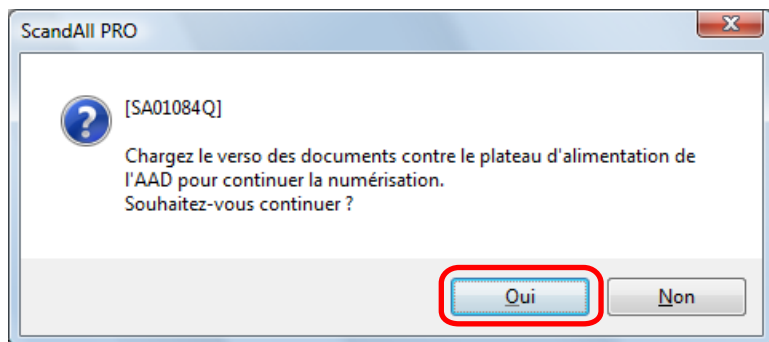 ScandAll PRO
[SA01084Q]
Chargez le verso des documents contre le plateau d'alimentation de
l'AAD pour continuer la numérisation.
Souhaitez-vous continuer ?
Oui
Non